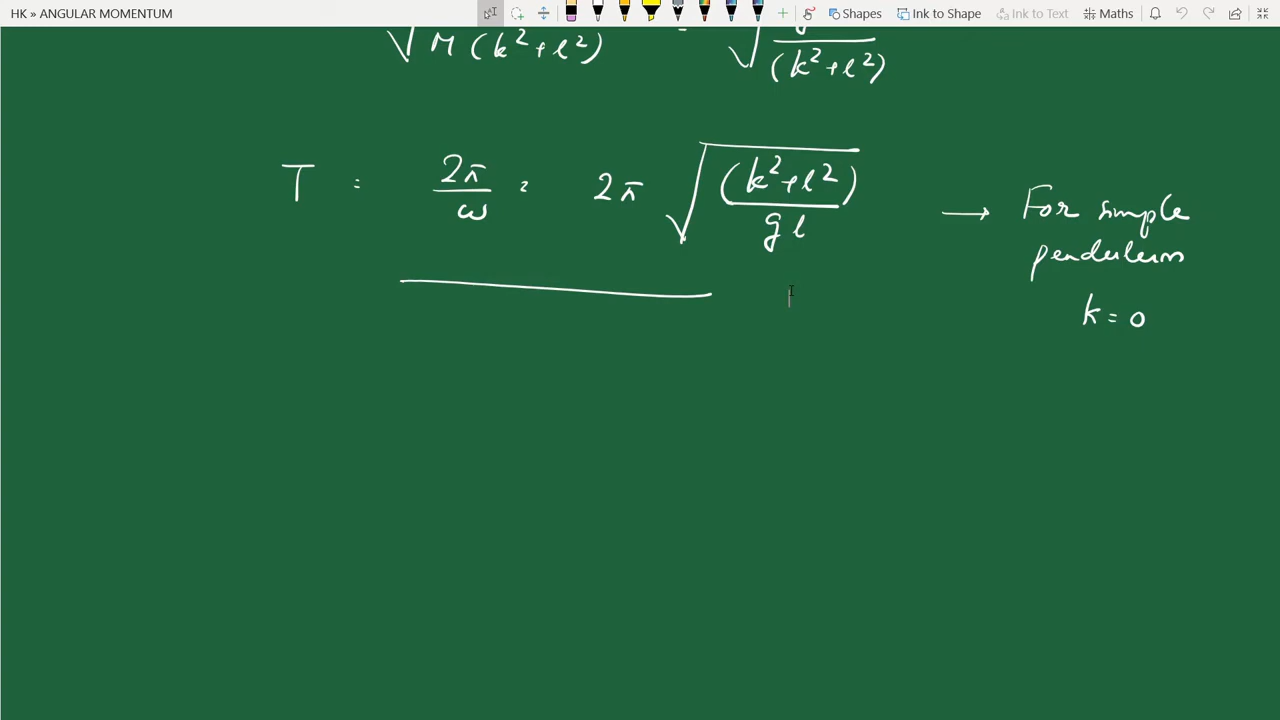 HK » ANGULAR MOMENTUM
Shapes Ink to Shape Ink to Text Maths
√M(k²+l²) = √ /(k²+l²)
T = 2π/ω = 2π √((k²+l²)/gl) → For simple
pendulum
k = 0